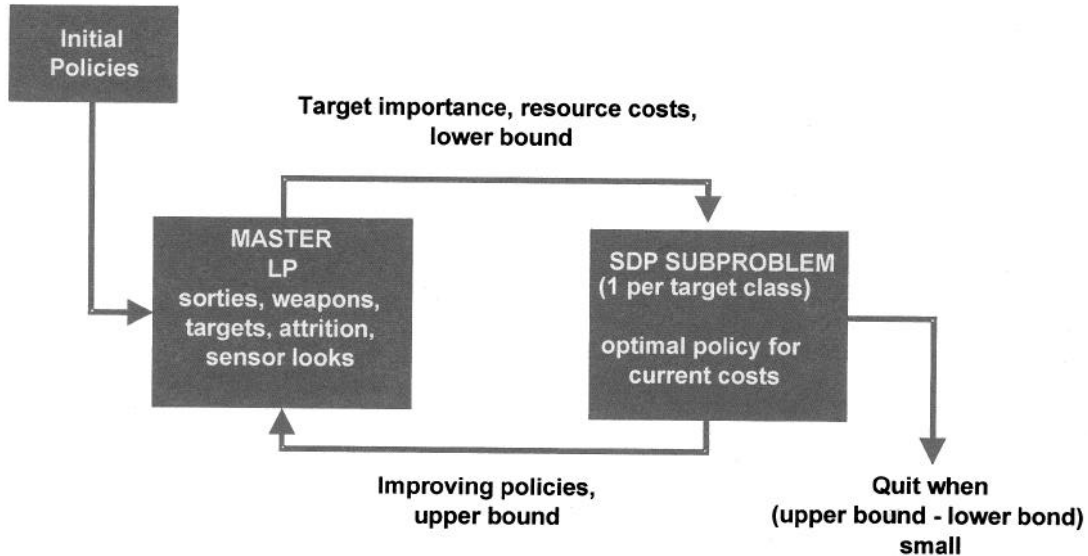 Initial
Policies
Target importance, resource costs,
lower bound
MASTER
LP
sorties, weapons,
targets, attrition,
sensor looks
SDP SUBPROBLEM
(1 per target class)
optimal policy for
current costs
Improving policies,
upper bound
Quit when
(upper bound - lower bond)
small